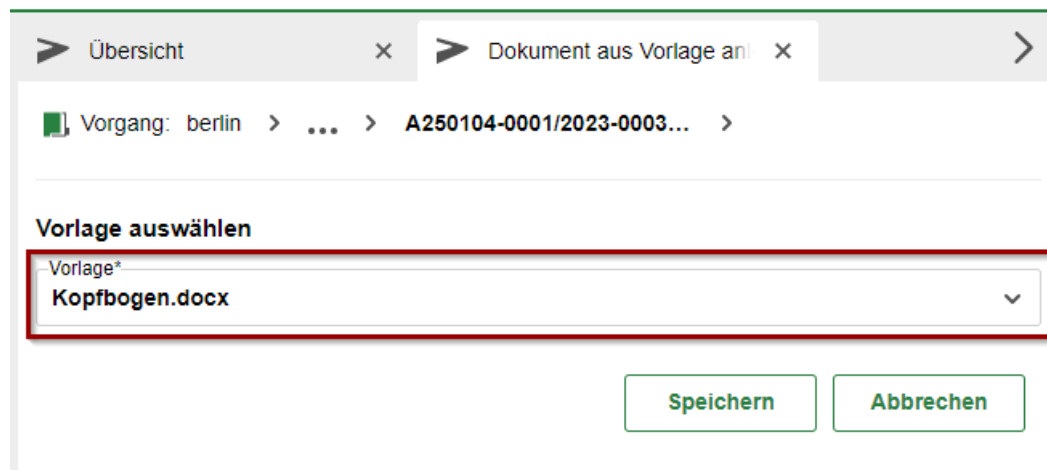 Übersicht Dokument aus Vorlage an
Vorgang: berlin ... A250104-0001/2023-0003...
Vorlage auswählen
Vorlage*
Kopfbogen.docx
Speichern Abbrechen